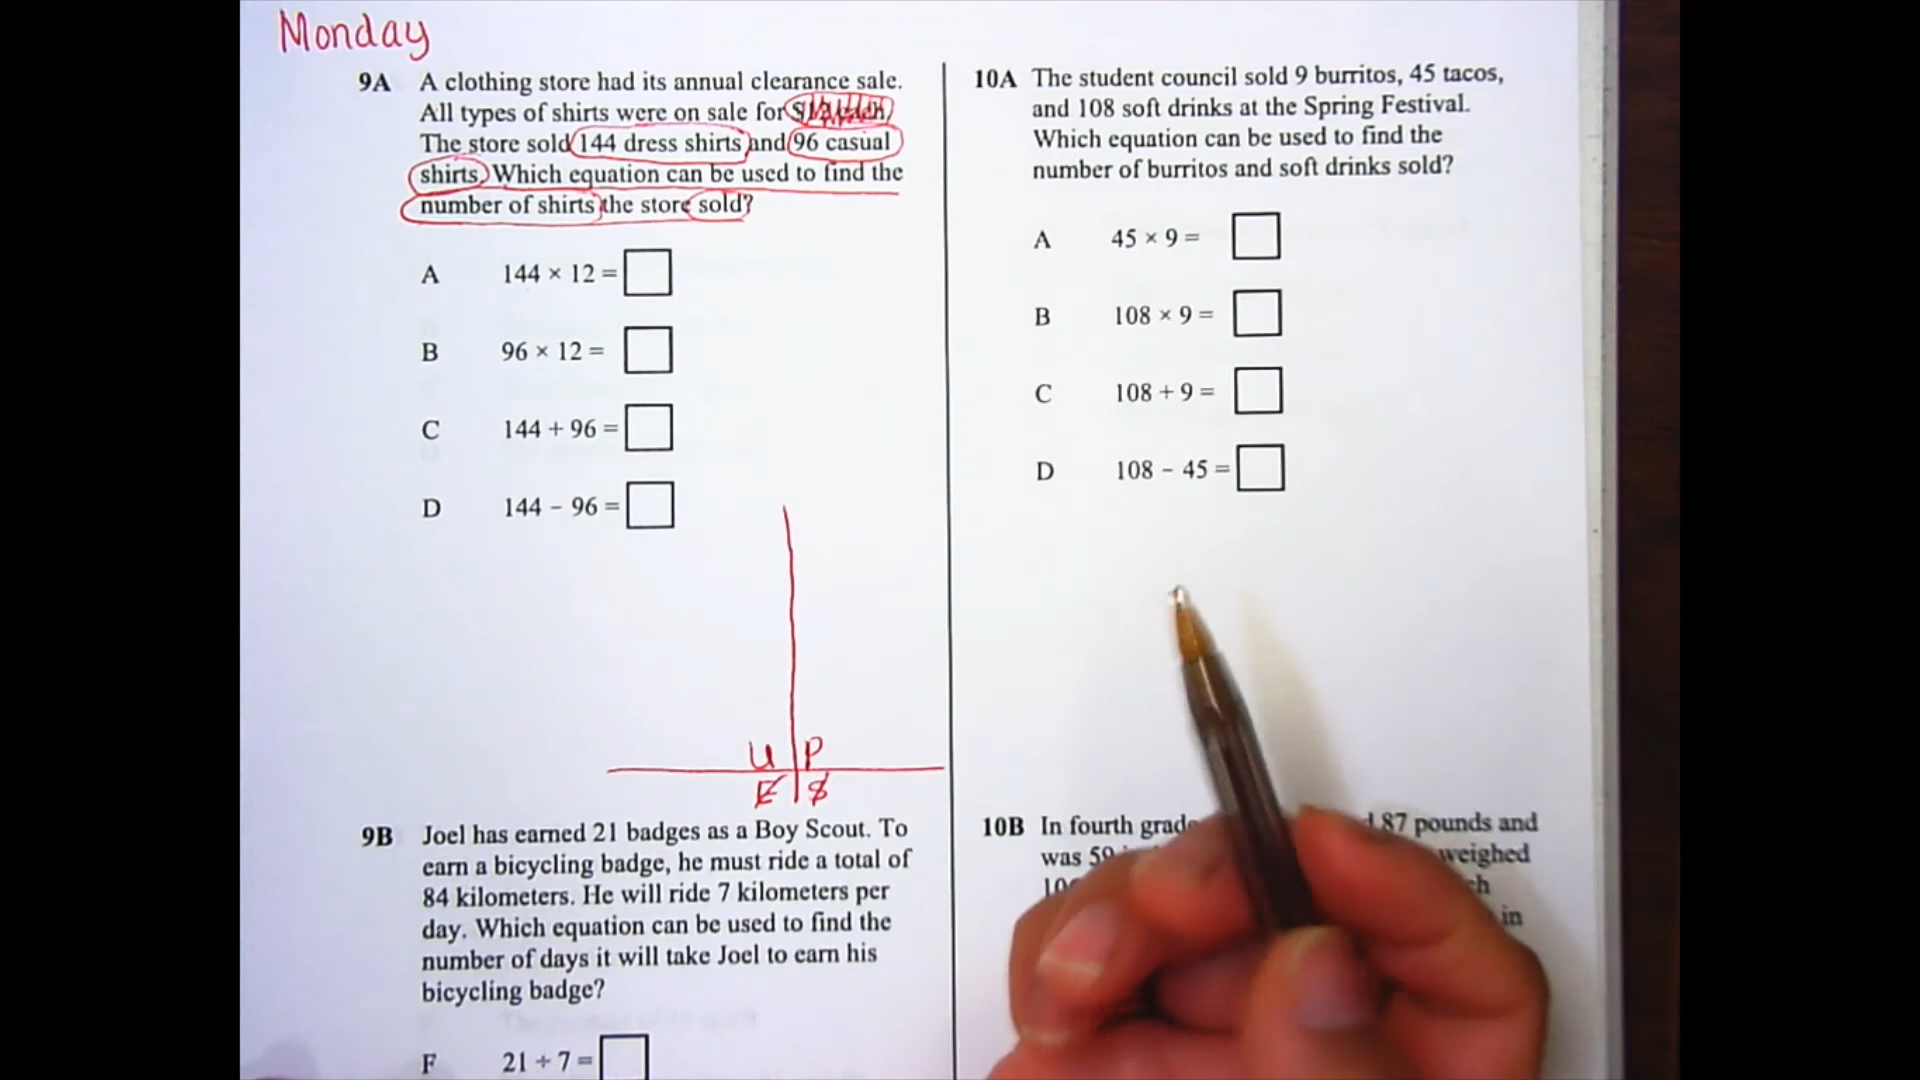 Monday
9A A clothing store had its annual clearance sale.
All types of shirts were on sale for
The store sold 144 dress shirts and 96 casual
shirts. Which equation can be used to find the
number of shirts the store sold?
A 144 × 12 =
B 96 × 12 =
C 144 + 96 =
D 144 − 96 =
U P
E $
9B Joel has earned 21 badges as a Boy Scout. To
earn a bicycling badge, he must ride a total of
84 kilometers. He will ride 7 kilometers per
day. Which equation can be used to find the
number of days it will take Joel to earn his
bicycling badge?
F 21 ÷ 7 =
10A The student council sold 9 burritos, 45 tacos,
and 108 soft drinks at the Spring Festival.
Which equation can be used to find the
number of burritos and soft drinks sold?
A 45 × 9 =
B 108 × 9 =
C 108 + 9 =
D 108 − 45 =
10B In fourth 87 pounds and
was weighed
in